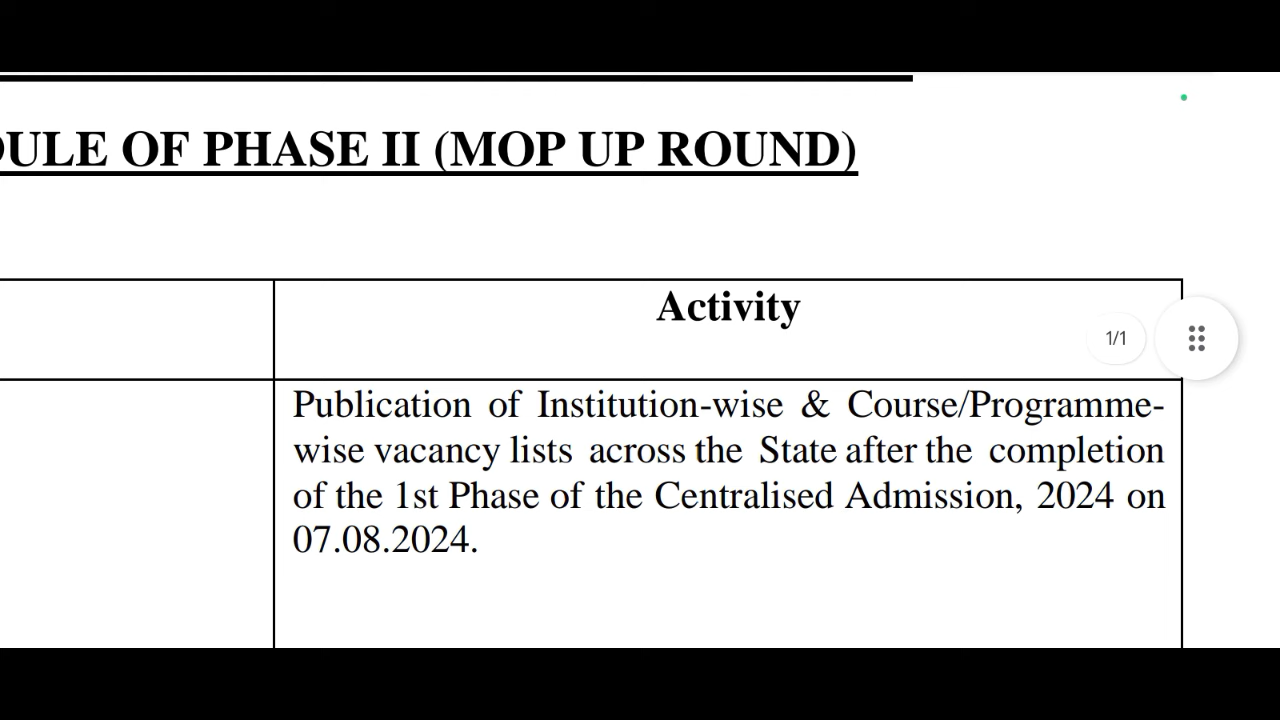 DULE OF PHASE II (MOP UP ROUND)
Activity
1/1
Publication of Institution-wise & Course/Programme-
wise vacancy lists across the State after the completion
of the 1st Phase of the Centralised Admission, 2024 on
07.08.2024.